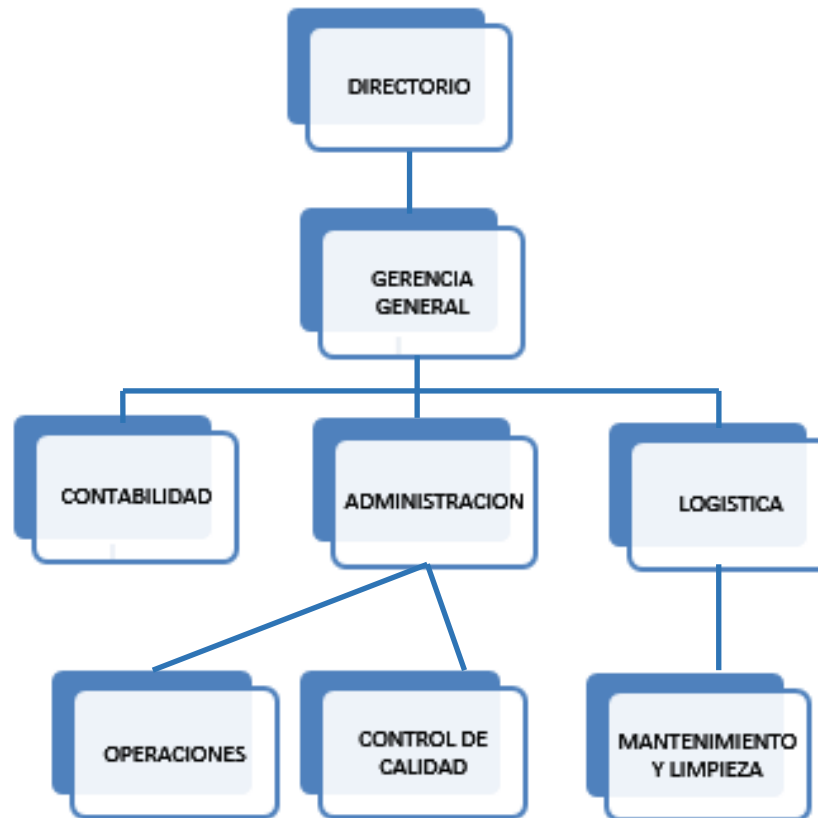 DIRECTORIO
GERENCIA
GENERAL
CONTABILIDAD
ADMINISTRACION
LOGISTICA
OPERACIONES
CONTROL DE
CALIDAD
MANTENIMIENTO
Y LIMPIEZA